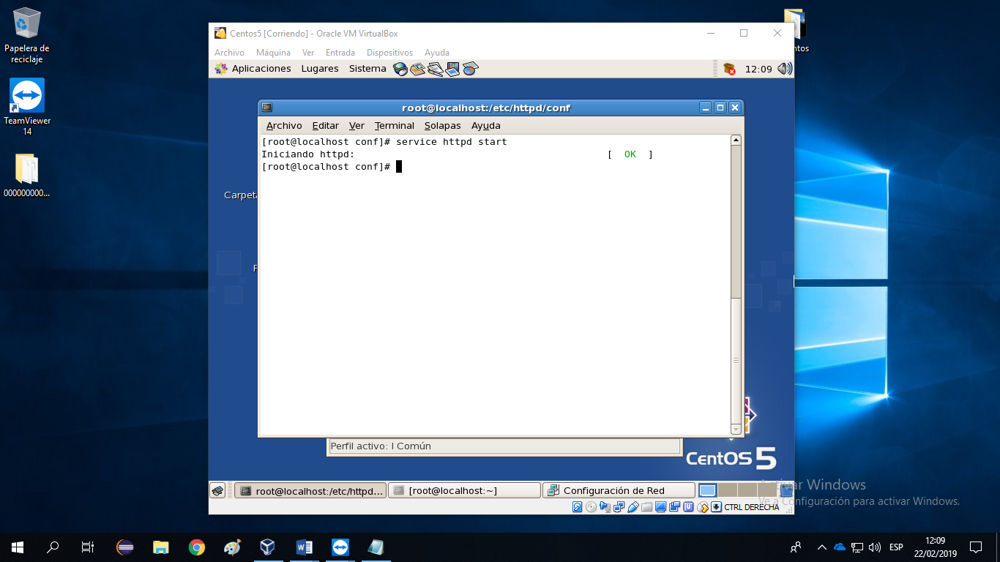 Papelera de
reciclaje
TeamViewer
14
000000000...
Centos5 [Corriendo] - Oracle VM VirtualBox
Archivo Máquina Ver Entrada Dispositivos Ayuda
Aplicaciones Lugares Sistema 12:09
root@localhost:/etc/httpd/conf
Archivo Editar Ver Terminal Solapas Ayuda
[root@localhost conf]# service httpd start
Iniciando httpd: [ OK ]
[root@localhost conf]#
Carpeta
Perfil activo: l Común
CentOS 5
root@localhost:/etc/httpd... [root@localhost:~] Configuración de Red
CTRL DERECHA
Activar Windows
Ve a Configuración para activar Windows.
ESP
12:09
22/02/2019